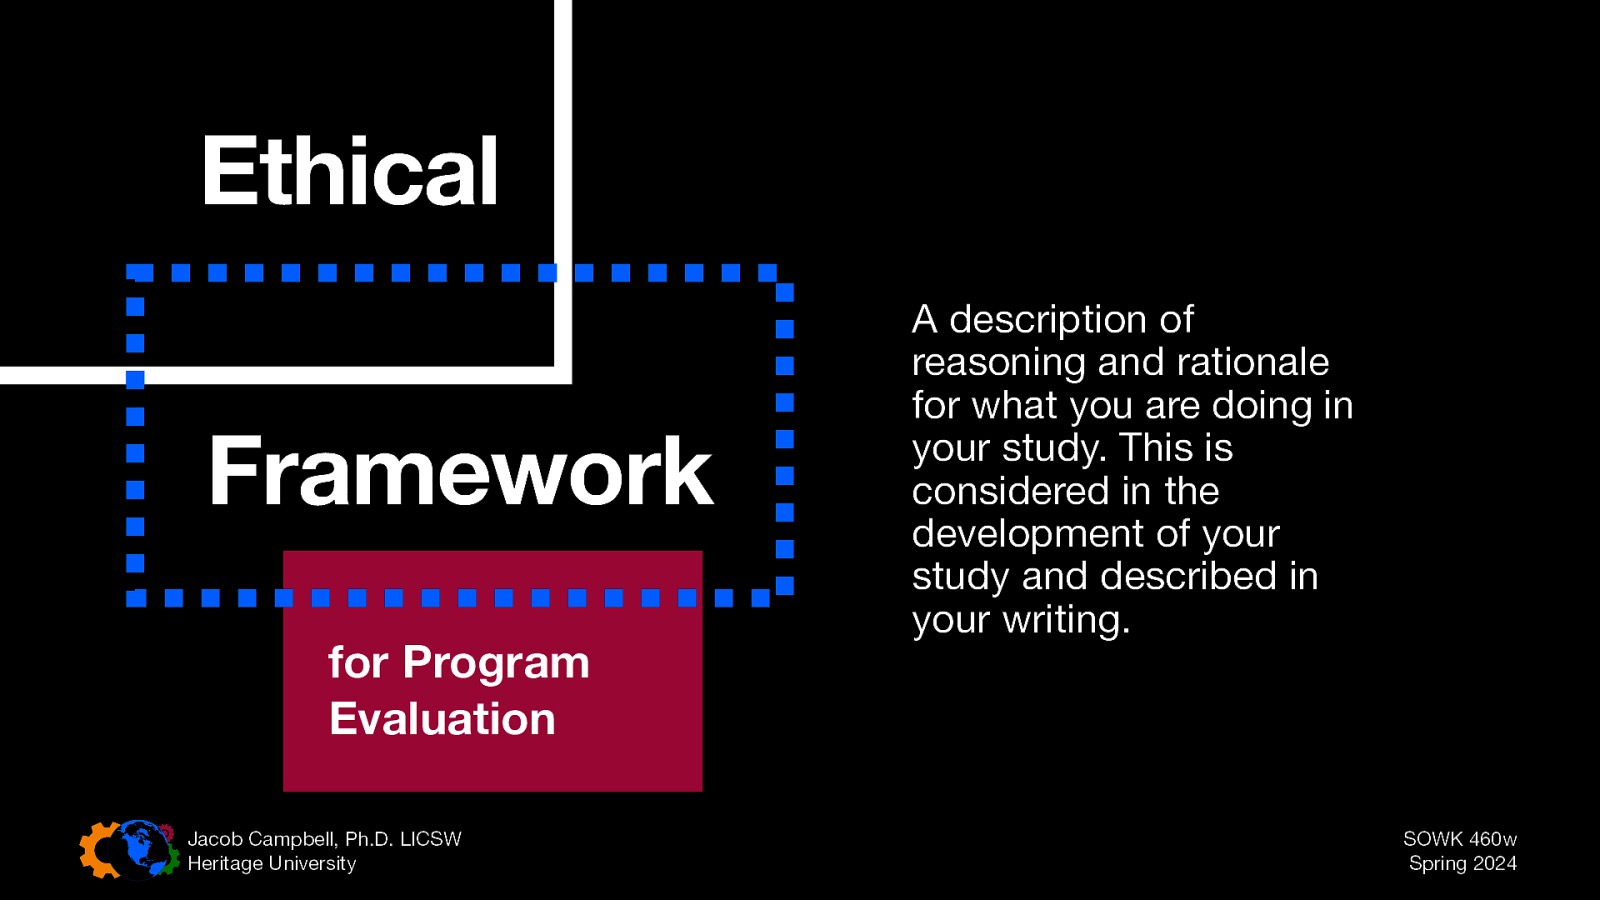 Ethical
Framework
for Program
Evaluation
A description of
reasoning and rationale
for what you are doing in
your study. This is
considered in the
development of your
study and described in
your writing.
Jacob Campbell, Ph.D. LICSW
Heritage University
SOWK 460w
Spring 2024